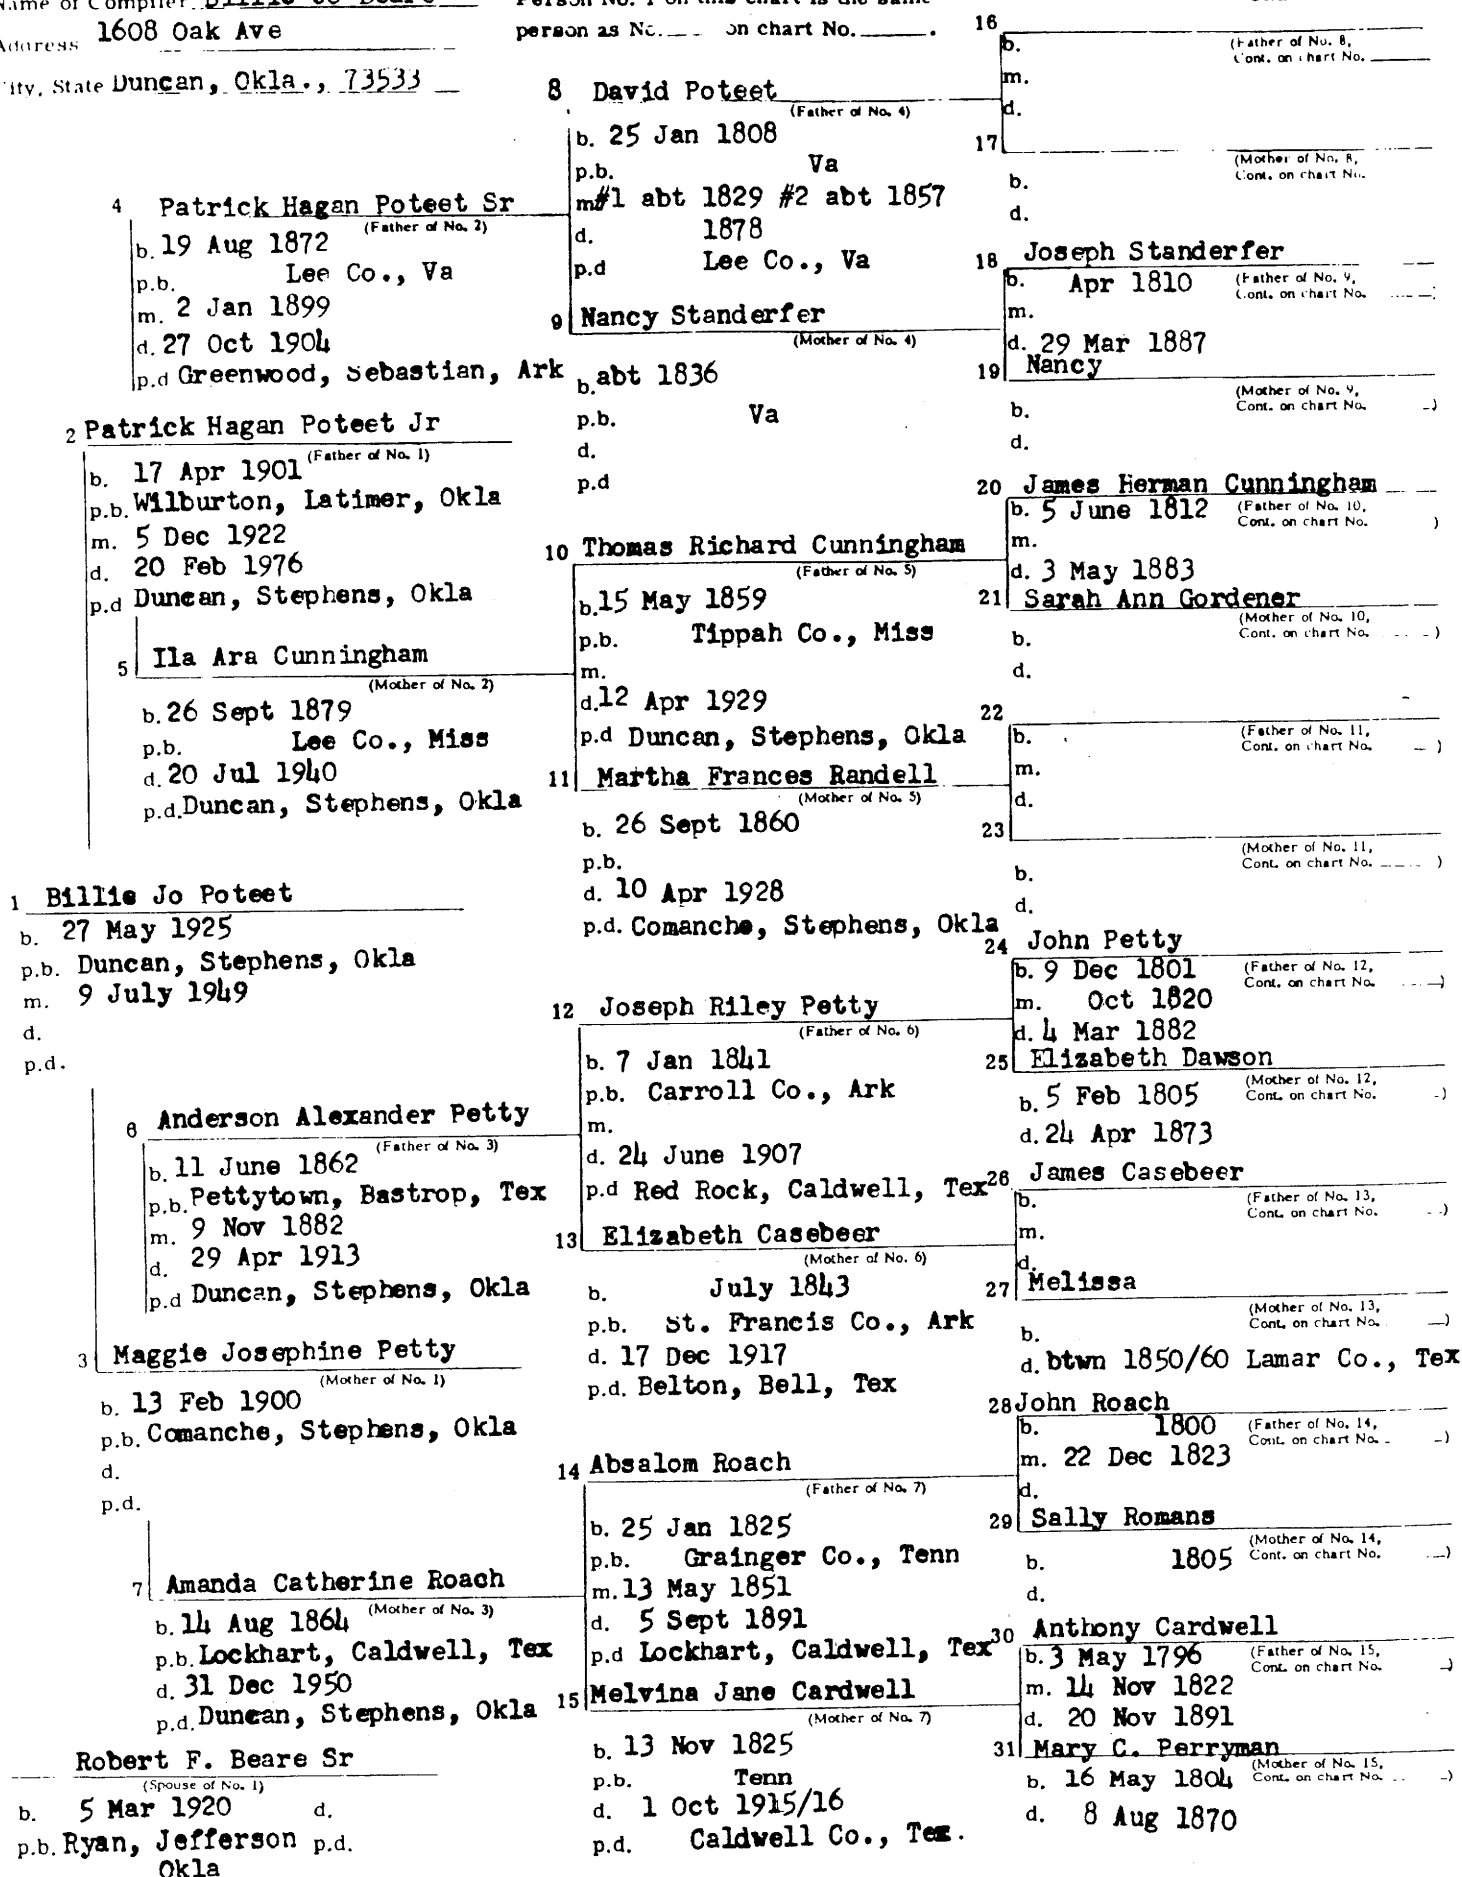 Name of Compiler Billie Jo Beare
Address 1608 Oak Ave
City, State Duncan, Okla., 73533
Person No. 1 on this chart is the same
person as No. ___ on chart No. ___.
1 Billie Jo Poteet
b. 27 May 1925
p.b. Duncan, Stephens, Okla
m. 9 July 1949
d.
p.d.
2 Patrick Hagan Poteet Jr
(Father of No. 1)
b. 17 Apr 1901
p.b. Wilburton, Latimer, Okla
m. 5 Dec 1922
d. 20 Feb 1976
p.d Duncan, Stephens, Okla
3 Maggie Josephine Petty
(Mother of No. 1)
b. 13 Feb 1900
p.b. Comanche, Stephens, Okla
d.
p.d.
Robert F. Beare Sr
(Spouse of No. 1)
b. 5 Mar 1920 d.
p.b. Ryan, Jefferson p.d.
Okla
4 Patrick Hagan Poteet Sr
(Father of No. 2)
b. 19 Aug 1872
p.b. Lee Co., Va
m. 2 Jan 1899
d. 27 Oct 1904
p.d Greenwood, Sebastian, Ark
5 Ila Ara Cunningham
(Mother of No. 2)
b. 26 Sept 1879
p.b. Lee Co., Miss
d. 20 Jul 1940
p.d. Duncan, Stephens, Okla
6 Anderson Alexander Petty
(Father of No. 3)
b. 11 June 1862
p.b. Pettytown, Bastrop, Tex
m. 9 Nov 1882
d. 29 Apr 1913
p.d Duncan, Stephens, Okla
7 Amanda Catherine Roach
(Mother of No. 3)
b. 14 Aug 1864
p.b. Lockhart, Caldwell, Tex
d. 31 Dec 1950
p.d. Duncan, Stephens, Okla
8 David Poteet
(Father of No. 4)
b. 25 Jan 1808
p.b. Va
m #1 abt 1829 #2 abt 1857
d. 1878
p.d Lee Co., Va
9 Nancy Standerfer
(Mother of No. 4)
b. abt 1836
p.b. Va
d.
p.d
10 Thomas Richard Cunningham
(Father of No. 5)
b. 15 May 1859
p.b. Tippah Co., Miss
m.
d. 12 Apr 1929
p.d Duncan, Stephens, Okla
11 Martha Frances Randell
(Mother of No. 5)
b. 26 Sept 1860
p.b.
d. 10 Apr 1928
p.d. Comanche, Stephens, Okla
12 Joseph Riley Petty
(Father of No. 6)
b. 7 Jan 1841
p.b. Carroll Co., Ark
m.
d. 24 June 1907
p.d Red Rock, Caldwell, Tex
13 Elizabeth Casebeer
(Mother of No. 6)
b. July 1843
p.b. St. Francis Co., Ark
d. 17 Dec 1917
p.d. Belton, Bell, Tex
14 Absalom Roach
(Father of No. 7)
b. 25 Jan 1825
p.b. Grainger Co., Tenn
m. 13 May 1851
d. 5 Sept 1891
p.d Lockhart, Caldwell, Tex
15 Melvina Jane Cardwell
(Mother of No. 7)
b. 13 Nov 1825
p.b. Tenn
d. 1 Oct 1915/16
p.d. Caldwell Co., Tex.
16
b. (Father of No. 8,
Cont. on chart No. ___
m.
d.
17
(Mother of No. 8,
b. Cont. on chart No.
d.
18 Joseph Standerfer
b. Apr 1810 (Father of No. 9,
Cont. on chart No. )
m.
d. 29 Mar 1887
19 Nancy
(Mother of No. 9,
b. Cont. on chart No. )
d.
20 James Herman Cunningham
b. 5 June 1812 (Father of No. 10,
Cont. on chart No. )
m.
d. 3 May 1883
21 Sarah Ann Gordener
(Mother of No. 10,
b. Cont. on chart No. )
d.
22
b. (Father of No. 11,
Cont. on chart No. )
m.
d.
23
(Mother of No. 11,
Cont. on chart No. )
b.
d.
24 John Petty
b. 9 Dec 1801 (Father of No. 12,
Cont. on chart No. )
m. Oct 1820
d. 4 Mar 1882
25 Elizabeth Dawson
(Mother of No. 12,
b. 5 Feb 1805 Cont. on chart No. )
d. 24 Apr 1873
26 James Casebeer
b. (Father of No. 13,
Cont. on chart No. )
m.
d.
27 Melissa
(Mother of No. 13,
b. Cont. on chart No. )
d. btwn 1850/60 Lamar Co., Tex
28 John Roach
b. 1800 (Father of No. 14,
Cont. on chart No. )
m. 22 Dec 1823
d.
29 Sally Romans
(Mother of No. 14,
b. 1805 Cont. on chart No. )
d.
30 Anthony Cardwell
b. 3 May 1796 (Father of No. 15,
Cont. on chart No. )
m. 14 Nov 1822
d. 20 Nov 1891
31 Mary C. Perryman
(Mother of No. 15,
b. 16 May 1804 Cont. on chart No. )
d. 8 Aug 1870